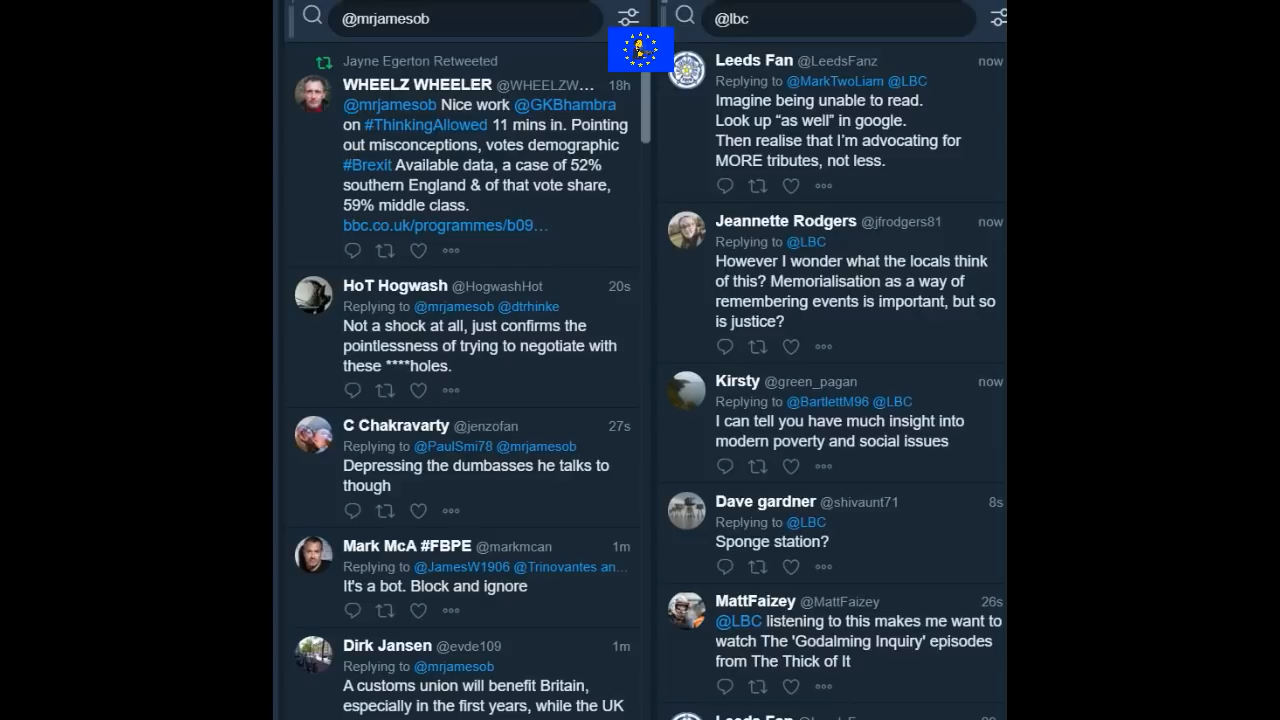 @mrjamesob
Jayne Egerton Retweeted
WHEELZ WHEELER @WHEELZW... 18h
@mrjamesob Nice work @GKBhambra
on #ThinkingAllowed 11 mins in. Pointing
out misconceptions, votes demographic
#Brexit Available data, a case of 52%
southern England & of that vote share,
59% middle class.
bbc.co.uk/programmes/b09...
HoT Hogwash @HogwashHot 20s
Replying to @mrjamesob @dtrhinke
Not a shock at all, just confirms the
pointlessness of trying to negotiate with
these ****holes.
C Chakravarty @jenzofan 27s
Replying to @PaulSmi78 @mrjamesob
Depressing the dumbasses he talks to
though
Mark McA #FBPE @markmcan 1m
Replying to @JamesW1906 @Trinovantes an...
It's a bot. Block and ignore
Dirk Jansen @evde109 1m
Replying to @mrjamesob
A customs union will benefit Britain,
especially in the first years, while the UK
@lbc
Leeds Fan @LeedsFanz now
Replying to @MarkTwoLiam @LBC
Imagine being unable to read.
Look up “as well” in google.
Then realise that I’m advocating for
MORE tributes, not less.
Jeannette Rodgers @jfrodgers81 now
Replying to @LBC
However I wonder what the locals think
of this? Memorialisation as a way of
remembering events is important, but so
is justice?
Kirsty @green_pagan now
Replying to @BartlettM96 @LBC
I can tell you have much insight into
modern poverty and social issues
Dave gardner @shivaunt71 8s
Replying to @LBC
Sponge station?
MattFaizey @MattFaizey 26s
@LBC listening to this makes me want to
watch The 'Godalming Inquiry' episodes
from The Thick of It
Leeds Fan